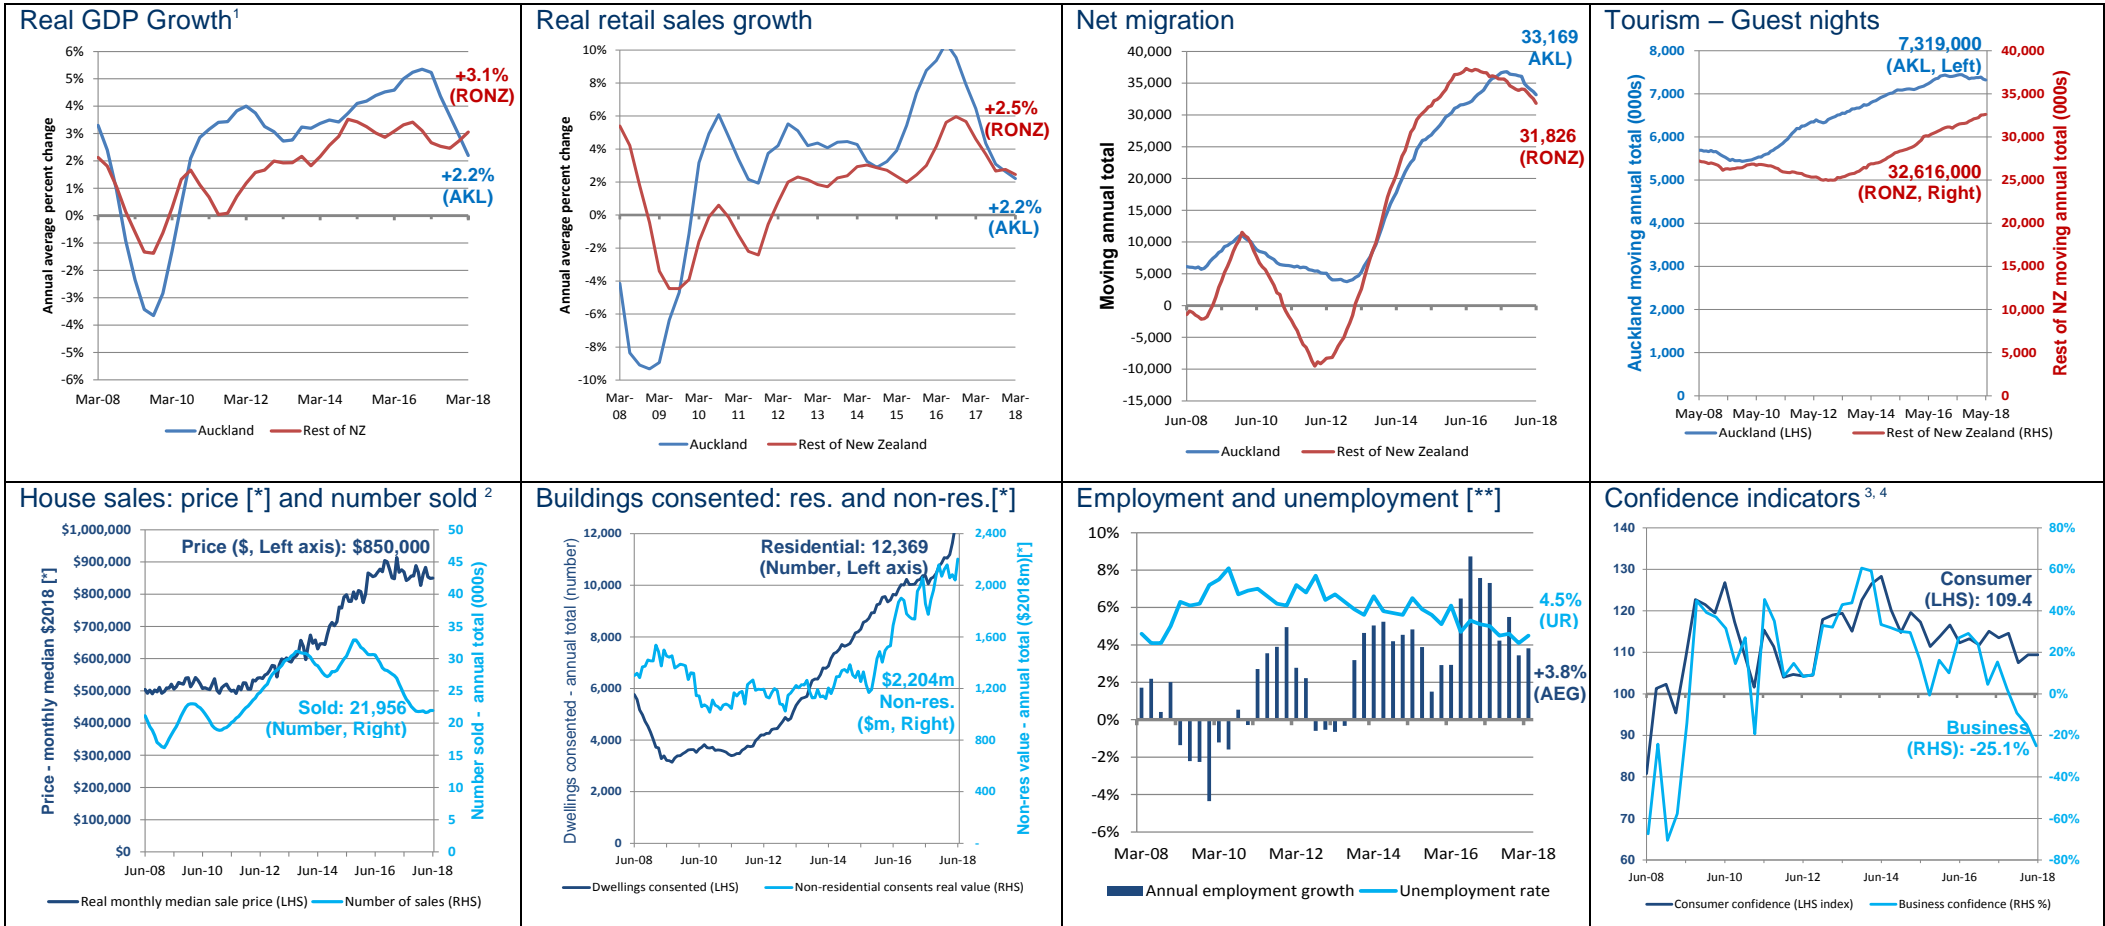 Real GDP Growth1
6%
5%
4%
3%
2%
1%
0%
-1%
-2%
-3%
-4%
-5%
-6%
Annual average percent change
+3.1%
(RONZ)
+2.2%
(AKL)
Mar-08
Mar-10
Mar-12
Mar-14
Mar-16
Mar-18
Auckland
Rest of NZ
Real retail sales growth
10%
8%
6%
4%
2%
0%
-2%
-4%
-6%
-8%
-10%
Annual average percent change
+2.5%
(RONZ)
+2.2%
(AKL)
Mar-08
Mar-09
Mar-10
Mar-11
Mar-12
Mar-13
Mar-14
Mar-15
Mar-16
Mar-17
Mar-18
Auckland
Rest of New Zealand
Net migration
40,000
35,000
30,000
25,000
20,000
15,000
10,000
5,000
0
-5,000
-10,000
-15,000
Moving annual total
33,169
AKL)
31,826
(RONZ)
Jun-08
Jun-10
Jun-12
Jun-14
Jun-16
Jun-18
Auckland
Rest of New Zealand
Tourism – Guest nights
8,000
7,000
6,000
5,000
4,000
3,000
2,000
1,000
0
Auckland moving annual total (000s)
7,319,000
(AKL, Left)
32,616,000
(RONZ, Right)
40,000
35,000
30,000
25,000
20,000
15,000
10,000
5,000
0
Rest of NZ moving annual total (000s)
May-08
May-10
May-12
May-14
May-16
May-18
Auckland (LHS)
Rest of New Zealand (RHS)
House sales: price [*] and number sold 2
$1,000,000
$900,000
$800,000
$700,000
$600,000
$500,000
$400,000
$300,000
$200,000
$100,000
$0
Price - monthly median $2018 [*]
Price ($, Left axis): $850,000
Sold: 21,956
(Number, Right)
50
45
40
35
30
25
20
15
10
5
0
Number sold - annual total (000s)
Jun-08
Jun-10
Jun-12
Jun-14
Jun-16
Jun-18
Real monthly median sale price (LHS)
Number of sales (RHS)
Buildings consented: res. and non-res.[*]
12,000
10,000
8,000
6,000
4,000
2,000
0
Dwellings consented - annual total (number)
Residential: 12,369
(Number, Left axis)
$2,204m
Non-res.
($m, Right)
2,400
2,000
1,600
1,200
800
400
-
Non-res value - annual total ($2018m)[*]
Jun-08
Jun-10
Jun-12
Jun-14
Jun-16
Jun-18
Dwellings consented (LHS)
Non-residential consents real value (RHS)
Employment and unemployment [**]
10%
8%
6%
4%
2%
0%
-2%
-4%
-6%
4.5%
(UR)
+3.8%
(AEG)
Mar-08
Mar-10
Mar-12
Mar-14
Mar-16
Mar-18
Annual employment growth
Unemployment rate
Confidence indicators 3, 4
140
130
120
110
100
90
80
70
60
Consumer
(LHS): 109.4
Business
(RHS): -25.1%
80%
60%
40%
20%
0%
-20%
-40%
-60%
-80%
Jun-08
Jun-10
Jun-12
Jun-14
Jun-16
Jun-18
Consumer confidence (LHS index)
Business confidence (RHS %)